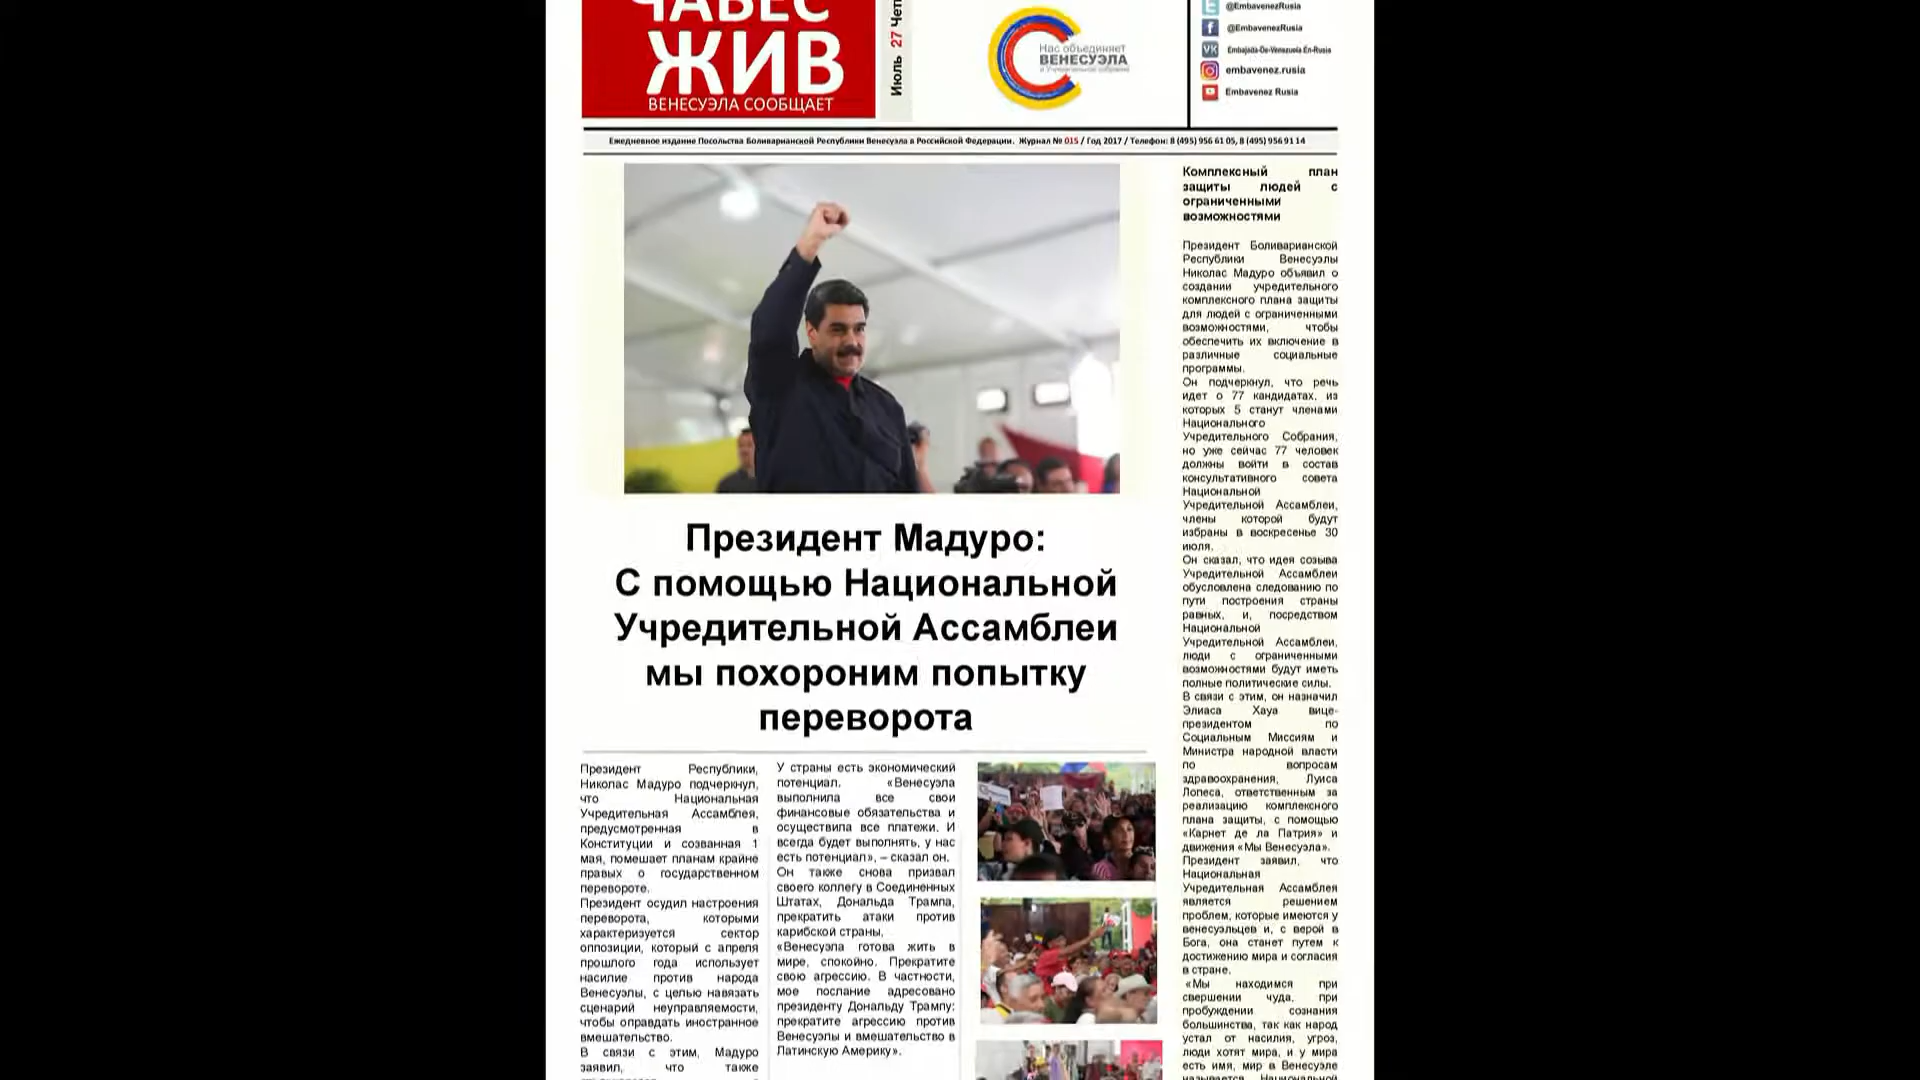 ЧАВЕС
ЖИВ
ВЕНЕСУЭЛА СООБЩАЕТ
Июль 27 Чет
Нас объединяет
ВЕНЕСУЭЛА
@EmbavenezRusia
@EmbavenezRusia
Embajada-De-Venezuela En-Rusia
embavenez.rusia
Embavenez Rusia
Ежедневное издание Посольства Боливарианской Республики Венесуэла в Российской Федерации. Журнал № 015 / Год 2017 / Телефон: 8 (495) 956 61 05, 8 (495) 956 91 14
Президент Мадуро:
С помощью Национальной
Учредительной Ассамблеи
мы похороним попытку
переворота
Президент Республики,
Николас Мадуро подчеркнул,
что Национальная
Учредительная Ассамблея,
предусмотренная в
Конституции и созванная 1
мая, помешает планам крайне
правых о государственном
перевороте.
Президент осудил настроения
переворота, которыми
характеризуется сектор
оппозиции, который с апреля
прошлого года использует
насилие против народа
Венесуэлы, с целью навязать
сценарий неуправляемости,
чтобы оправдать иностранное
вмешательство.
В связи с этим, Мадуро
заявил, что также
У страны есть экономический
потенциал. «Венесуэла
выполнила все свои
финансовые обязательства и
осуществила все платежи. И
всегда будет выполнять, у нас
есть потенциал», – сказал он.
Он также снова призвал
своего коллегу в Соединенных
Штатах, Дональда Трампа,
прекратить атаки против
карибской страны,
«Венесуэла готова жить в
мире, спокойно. Прекратите
свою агрессию. В частности,
мое послание адресовано
президенту Дональду Трампу:
прекратите агрессию против
Венесуэлы и вмешательство в
Латинскую Америку».
Комплексный план
защиты людей с
ограниченными
возможностями
Президент Боливарианской
Республики Венесуэлы
Николас Мадуро объявил о
создании учредительного
комплексного плана защиты
для людей с ограниченными
возможностями, чтобы
обеспечить их включение в
различные социальные
программы.
Он подчеркнул, что речь
идет о 77 кандидатах, из
которых 5 станут членами
Национального
Учредительного Собрания,
но уже сейчас 77 человек
должны войти в состав
консультативного совета
Национальной
Учредительной Ассамблеи,
члены которой будут
избраны в воскресенье 30
июля.
Он сказал, что идея созыва
Учредительной Ассамблеи
обусловлена следованию по
пути построения страны
равных, и, посредством
Национальной
Учредительной Ассамблеи,
люди с ограниченными
возможностями будут иметь
полные политические силы.
В связи с этим, он назначил
Элиаса Хауа вице-
президентом по
Социальным Миссиям и
Министра народной власти
по вопросам
здравоохранения, Луиса
Лопеса, ответственным за
реализацию комплексного
плана защиты, с помощью
«Карнет де ла Патрия» и
движения «Мы Венесуэла».
Президент заявил, что
Национальная
Учредительная Ассамблея
является решением
проблем, которые имеются у
венесуэльцев и, с верой в
Бога, она станет путем к
достижению мира и согласия
в стране.
«Мы находимся при
свершении чуда, при
пробуждении сознания
большинства, так как народ
устал от насилия, угроз,
люди хотят мира, и у мира
есть имя, мир в Венесуэле
называется Национальной